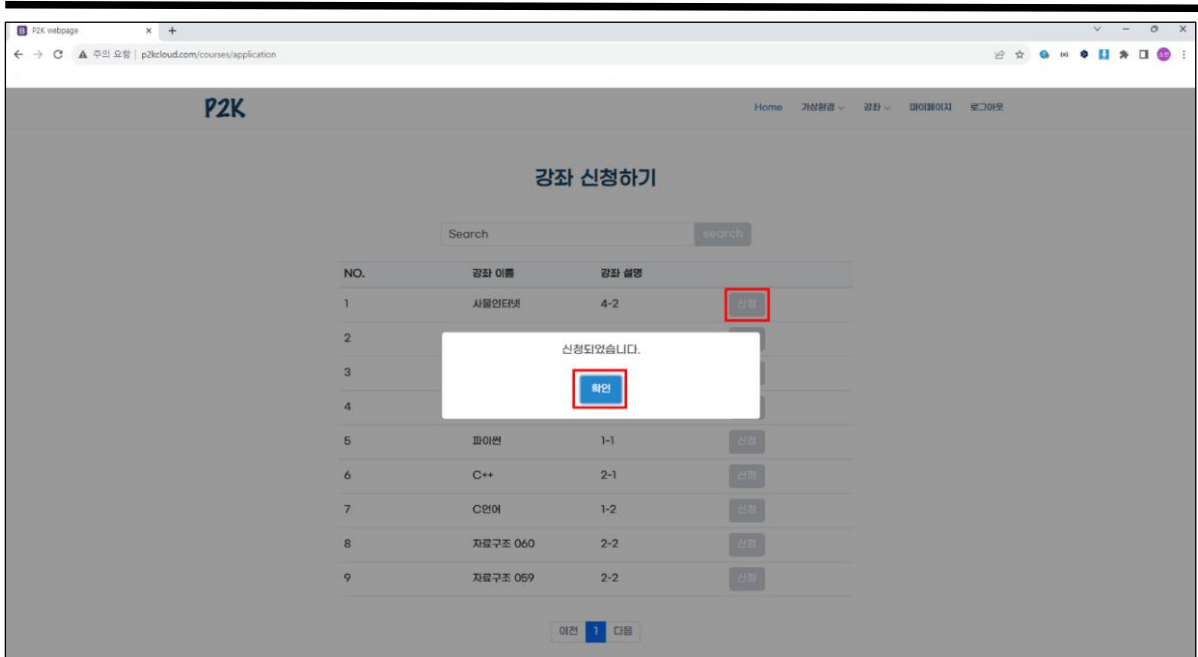 P2K webpage
주의 요함 | p2kcloud.com/courses/application
P2K Home 가상환경 강좌 마이페이지 로그아웃
강좌 신청하기
Search search
NO. 강좌 이름 강좌 설명
1 사물인터넷 4-2 신청
2
신청되었습니다.
3
확인
4
5 파이썬 1-1 신청
6 C++ 2-1 신청
7 C언어 1-2 신청
8 자료구조 060 2-2 신청
9 자료구조 059 2-2 신청
이전 1 다음